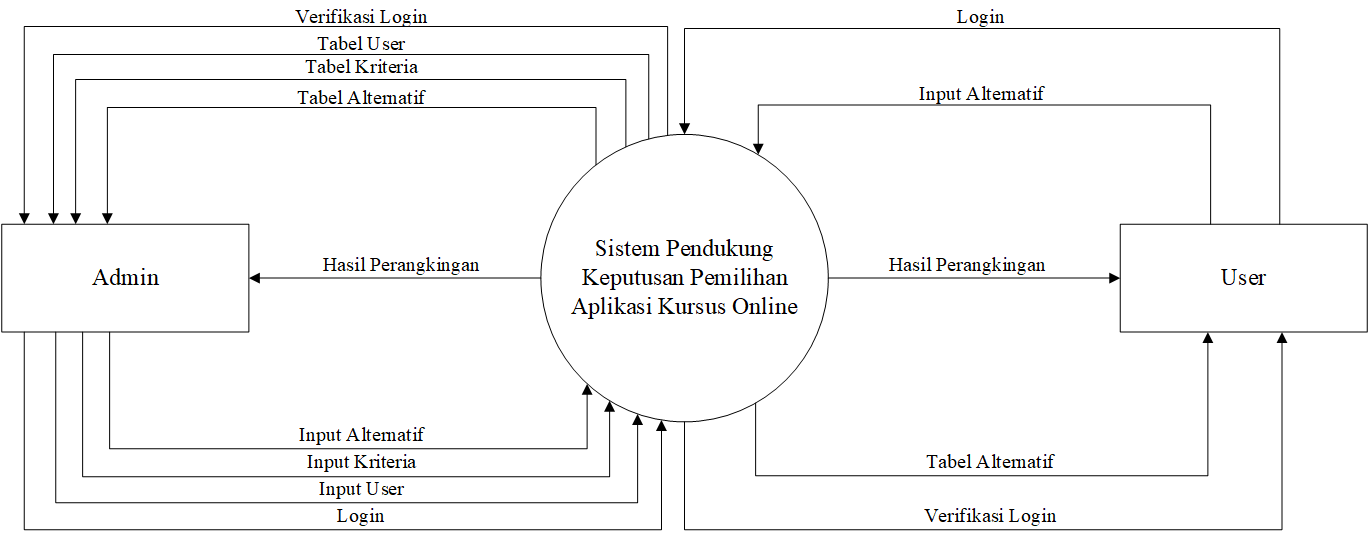 Verifikasi Login
Tabel User
Tabel Kriteria
Tabel Alternatif
Login
Input Alternatif
Admin
Hasil Perangkingan
Sistem Pendukung
Keputusan Pemilihan
Aplikasi Kursus Online
Hasil Perangkingan
User
Input Alternatif
Input Kriteria
Input User
Login
Tabel Alternatif
Verifikasi Login